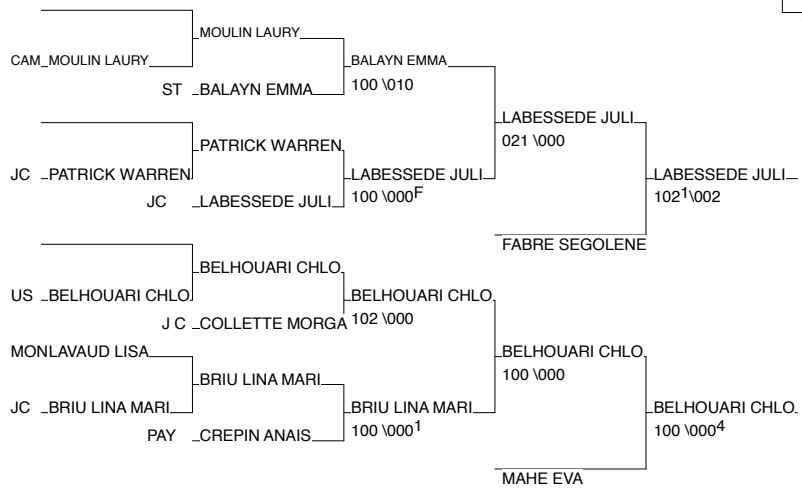 MOULIN LAURY
CAM MOULIN LAURY
BALAYN EMMA
ST BALAYN EMMA
100 \010
LABESSEDE JULI
021 \000
PATRICK WARREN
JC PATRICK WARREN
LABESSEDE JULI
LABESSEDE JULI
JC LABESSEDE JULI
100 \000F
1021\002
FABRE SEGOLENE
BELHOUARI CHLO
US BELHOUARI CHLO
BELHOUARI CHLO
J C COLLETTE MORGA
102 \000
MONLAVAUD LISA
BELHOUARI CHLO
100 \000
BRIU LINA MARI
JC BRIU LINA MARI
BRIU LINA MARI
BELHOUARI CHLO
PAY CREPIN ANAIS
100 \0001
100 \0004
MAHE EVA